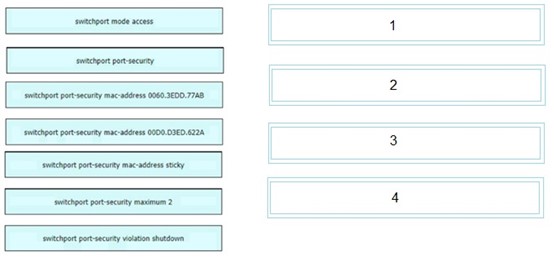 switchport mode access
switchport port-security
switchport port-security mac-address 0060.3EDD.77AB
switchport port-security mac-address 00D0.D3ED.622A
switchport port-security mac-address sticky
switchport port-security maximum 2
switchport port-security violation shutdown
1
2
3
4